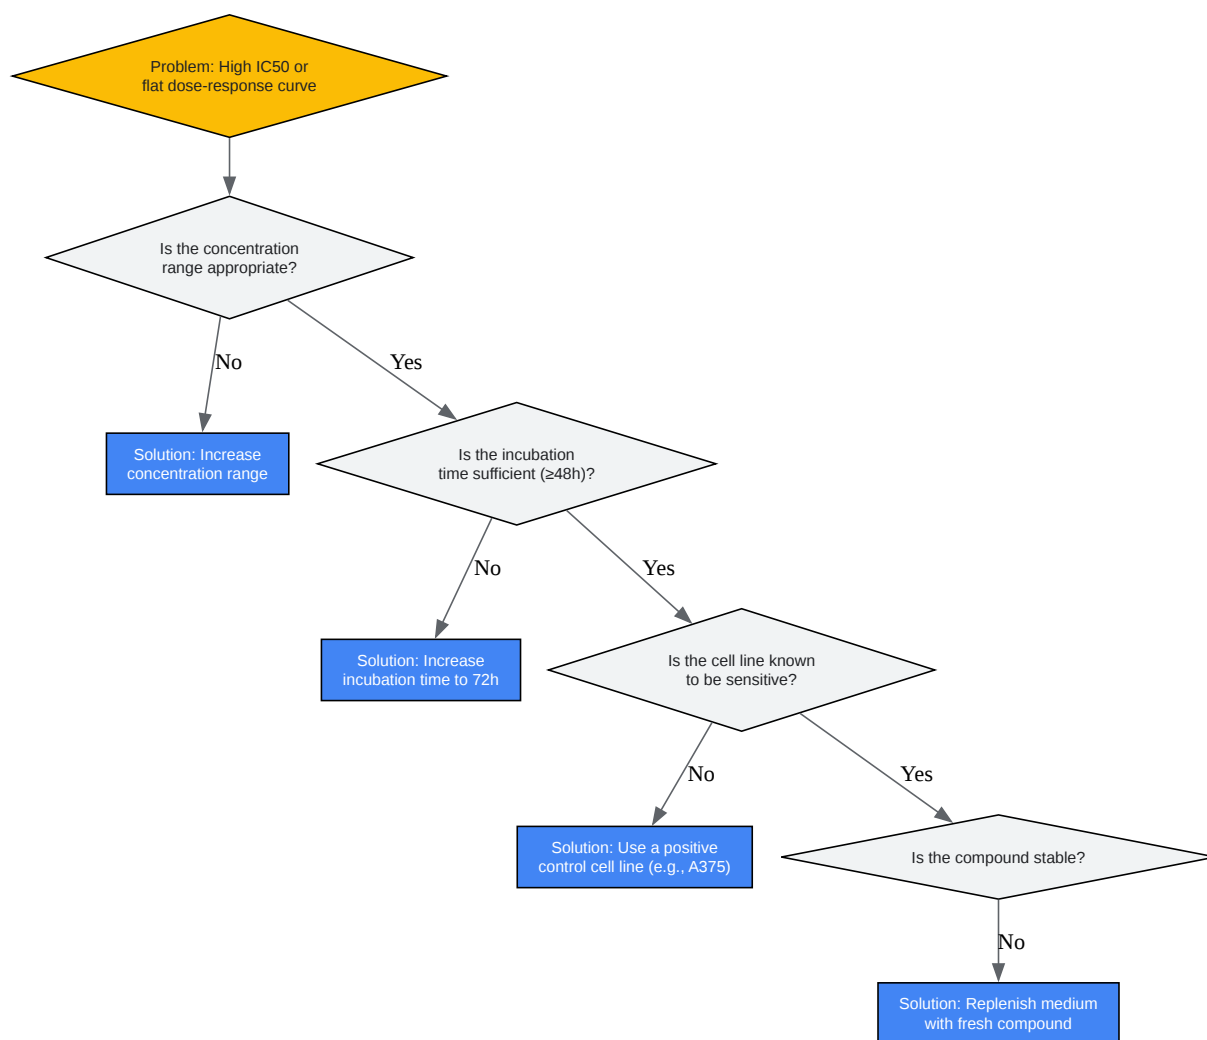 Problem: High IC50 or
flat dose-response curve
Is the concentration
range appropriate?
No
Yes
Solution: Increase
concentration range
Is the incubation
time sufficient (≥48h)?
No
Yes
Solution: Increase
incubation time to 72h
Is the cell line known
to be sensitive?
No
Yes
Solution: Use a positive
control cell line (e.g., A375)
Is the compound stable?
No
Solution: Replenish medium
with fresh compound